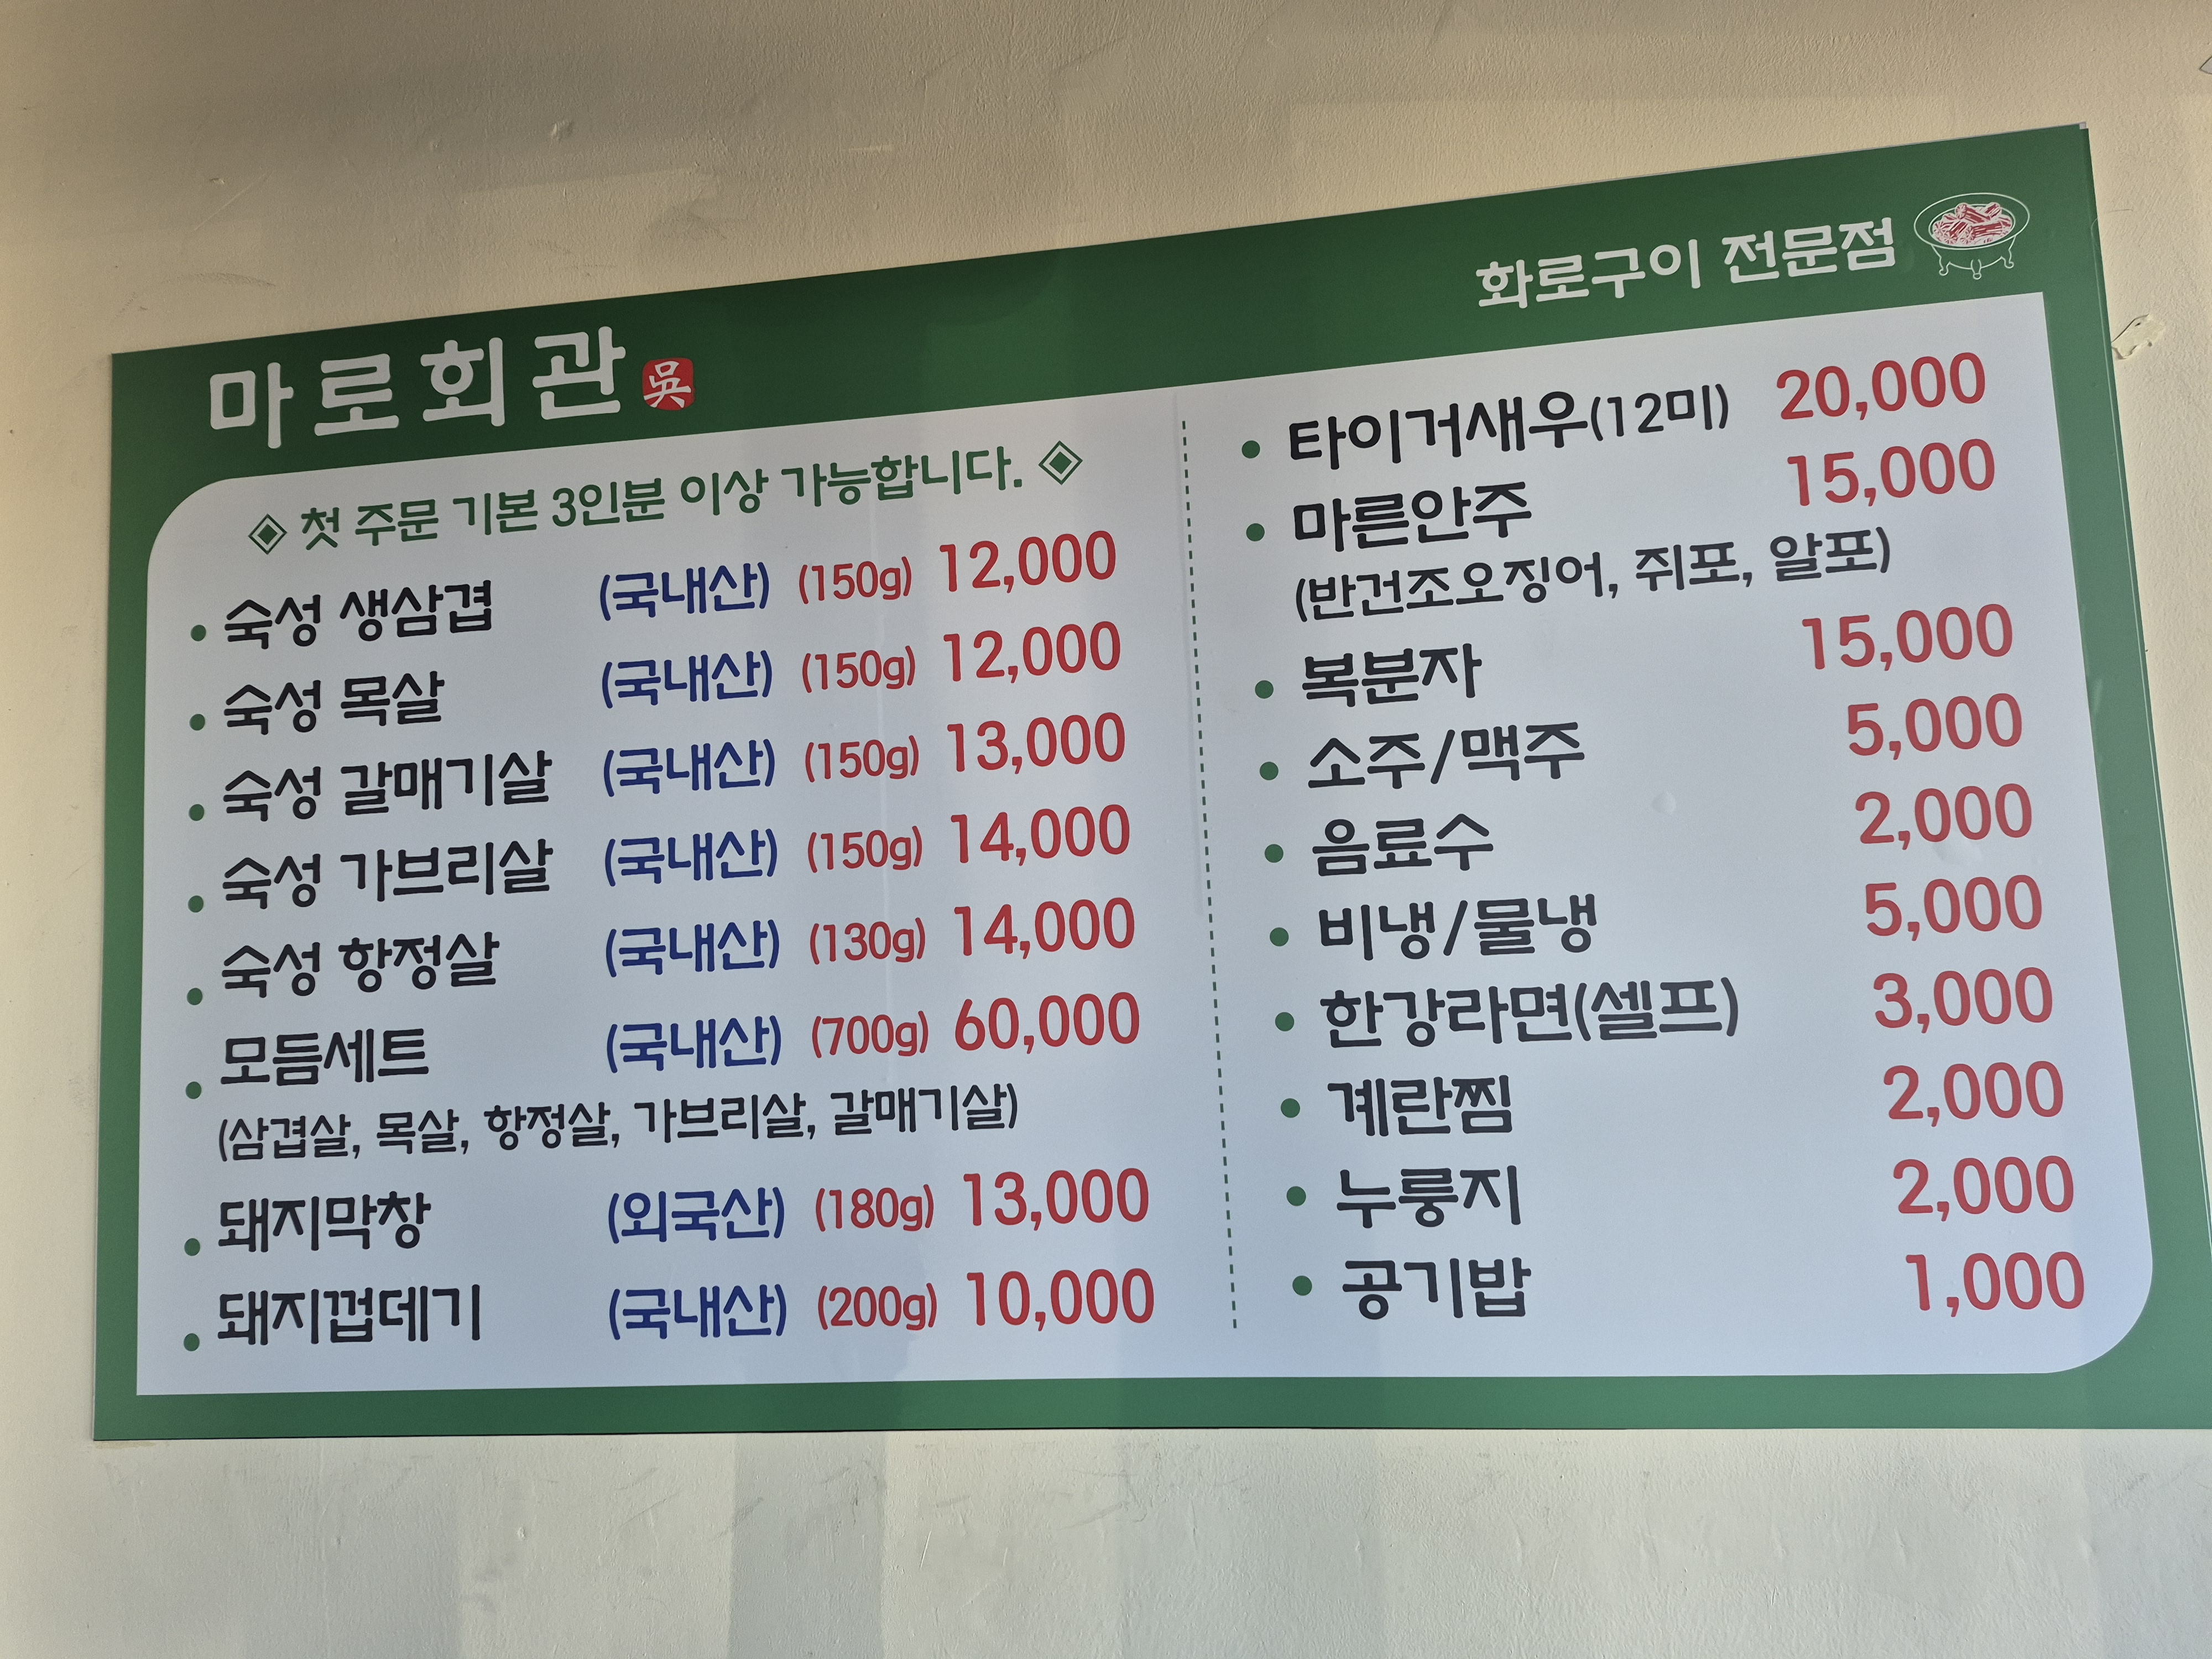 마로회관 吳
화로구이 전문점
첫 주문 기본 3인분 이상 가능합니다.
숙성 생삼겹 (국내산) (150g) 12,000
숙성 목살 (국내산) (150g) 12,000
숙성 갈매기살 (국내산) (150g) 13,000
숙성 가브리살 (국내산) (150g) 14,000
숙성 항정살 (국내산) (130g) 14,000
모듬세트 (국내산) (700g) 60,000
(삼겹살, 목살, 항정살, 가브리살, 갈매기살)
돼지막창 (외국산) (180g) 13,000
돼지껍데기 (국내산) (200g) 10,000
타이거새우(12미) 20,000
마른안주 15,000
(반건조오징어, 쥐포, 알포)
복분자 15,000
소주/맥주 5,000
음료수 2,000
비냉/물냉 5,000
한강라면(셀프) 3,000
계란찜 2,000
누룽지 2,000
공기밥 1,000